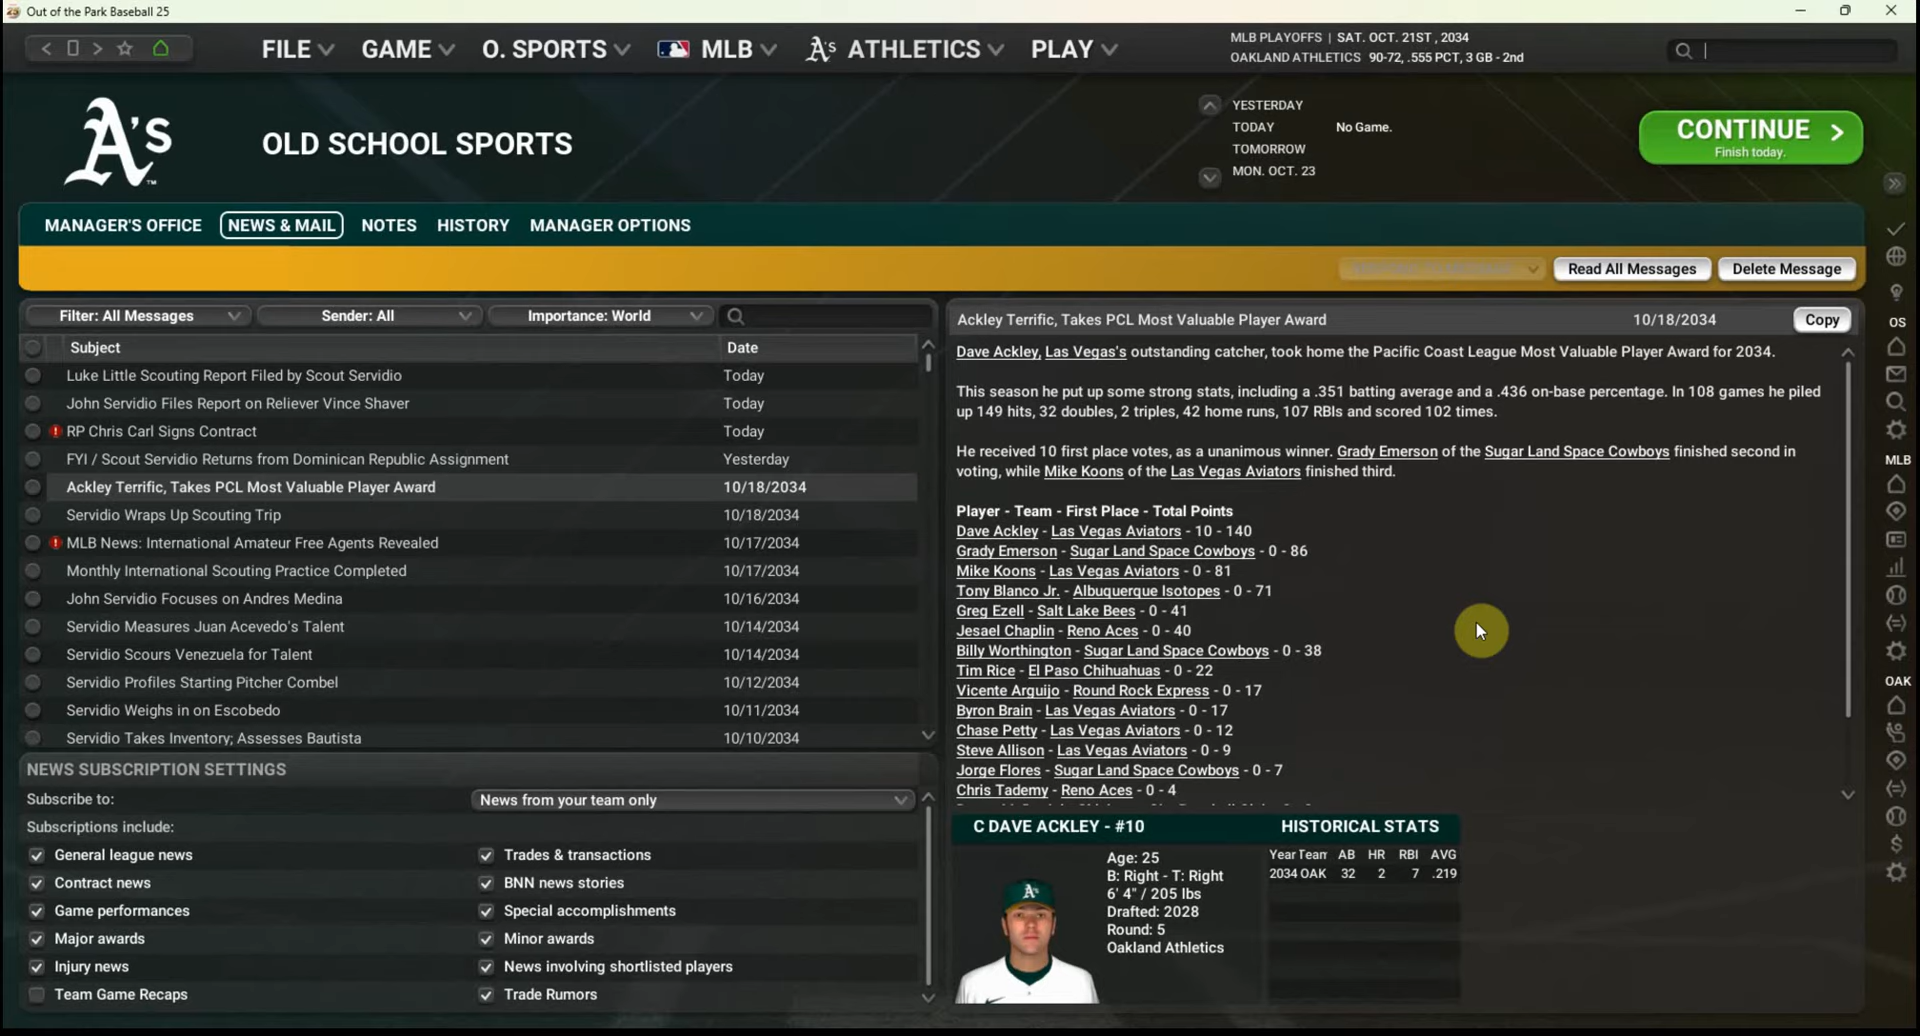 Out of the Park Baseball 25
FILE
GAME
O. SPORTS
MLB
A's ATHLETICS
PLAY
MLB PLAYOFFS | SAT. OCT. 21ST , 2034
OAKLAND ATHLETICS 90-72, .555 PCT, 3 GB - 2nd
A's
OLD SCHOOL SPORTS
YESTERDAY
TODAY No Game.
TOMORROW
MON. OCT. 23
CONTINUE
Finish today.
MANAGER'S OFFICE
NEWS & MAIL
NOTES
HISTORY
MANAGER OPTIONS
Read All Messages
Delete Message
Filter: All Messages
Sender: All
Importance: World
Subject Date
Luke Little Scouting Report Filed by Scout Servidio Today
John Servidio Files Report on Reliever Vince Shaver Today
RP Chris Carl Signs Contract Today
FYI / Scout Servidio Returns from Dominican Republic Assignment Yesterday
Ackley Terrific, Takes PCL Most Valuable Player Award 10/18/2034
Servidio Wraps Up Scouting Trip 10/18/2034
MLB News: International Amateur Free Agents Revealed 10/17/2034
Monthly International Scouting Practice Completed 10/17/2034
John Servidio Focuses on Andres Medina 10/16/2034
Servidio Measures Juan Acevedo's Talent 10/14/2034
Servidio Scours Venezuela for Talent 10/14/2034
Servidio Profiles Starting Pitcher Combel 10/12/2034
Servidio Weighs in on Escobedo 10/11/2034
Servidio Takes Inventory; Assesses Bautista 10/10/2034
NEWS SUBSCRIPTION SETTINGS
Subscribe to: News from your team only
Subscriptions include:
General league news Trades & transactions
Contract news BNN news stories
Game performances Special accomplishments
Major awards Minor awards
Injury news News involving shortlisted players
Team Game Recaps Trade Rumors
Ackley Terrific, Takes PCL Most Valuable Player Award 10/18/2034 Copy
Dave Ackley, Las Vegas's outstanding catcher, took home the Pacific Coast League Most Valuable Player Award for 2034.
This season he put up some strong stats, including a .351 batting average and a .436 on-base percentage. In 108 games he piled
up 149 hits, 32 doubles, 2 triples, 42 home runs, 107 RBIs and scored 102 times.
He received 10 first place votes, as a unanimous winner. Grady Emerson of the Sugar Land Space Cowboys finished second in
voting, while Mike Koons of the Las Vegas Aviators finished third.
Player - Team - First Place - Total Points
Dave Ackley - Las Vegas Aviators - 10 - 140
Grady Emerson - Sugar Land Space Cowboys - 0 - 86
Mike Koons - Las Vegas Aviators - 0 - 81
Tony Blanco Jr. - Albuquerque Isotopes - 0 - 71
Greg Ezell - Salt Lake Bees - 0 - 41
Jesael Chaplin - Reno Aces - 0 - 40
Billy Worthington - Sugar Land Space Cowboys - 0 - 38
Tim Rice - El Paso Chihuahuas - 0 - 22
Vicente Arguijo - Round Rock Express - 0 - 17
Byron Brain - Las Vegas Aviators - 0 - 17
Chase Petty - Las Vegas Aviators - 0 - 12
Steve Allison - Las Vegas Aviators - 0 - 9
Jorge Flores - Sugar Land Space Cowboys - 0 - 7
Chris Tademy - Reno Aces - 0 - 4
C DAVE ACKLEY - #10
Age: 25
B: Right - T: Right
6' 4" / 205 lbs
Drafted: 2028
Round: 5
Oakland Athletics
HISTORICAL STATS
Year Team AB HR RBI AVG
2034 OAK 32 2 7 .219
OS
MLB
OAK